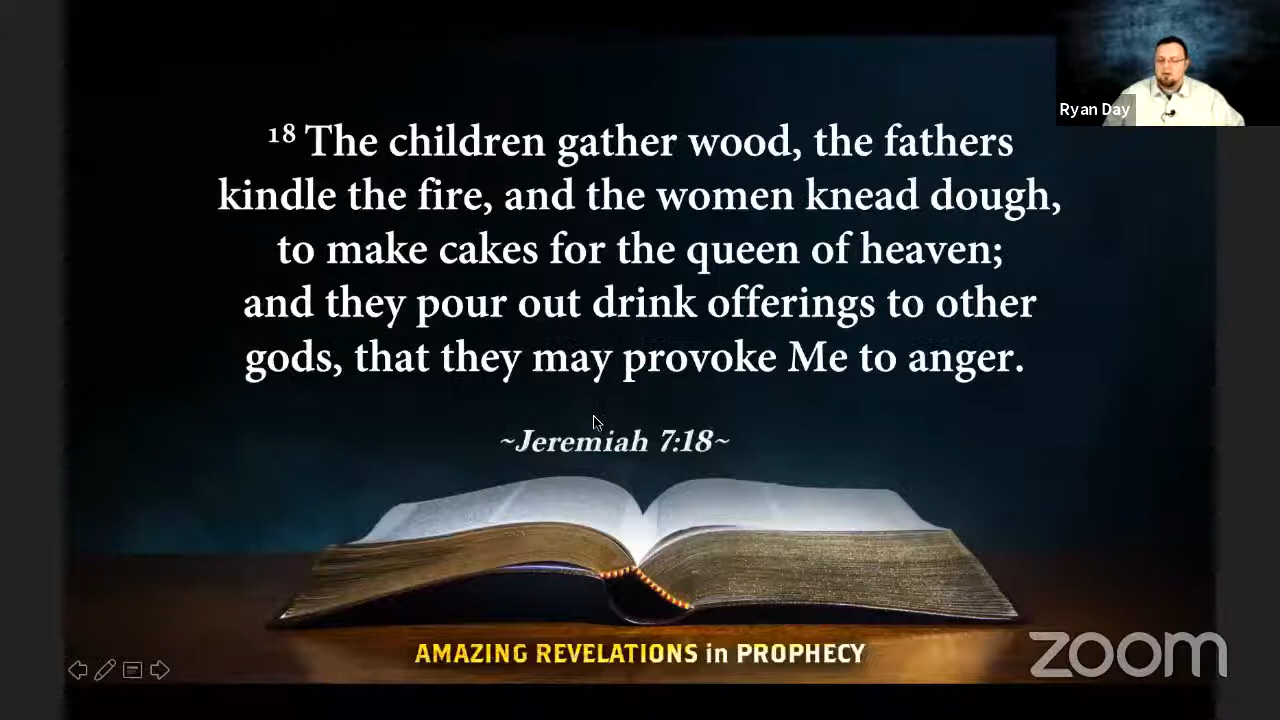 Ryan Day
18 The children gather wood, the fathers
kindle the fire, and the women knead dough,
to make cakes for the queen of heaven;
and they pour out drink offerings to other
gods, that they may provoke Me to anger.
~Jeremiah 7:18~
AMAZING REVELATIONS in PROPHECY
zoom